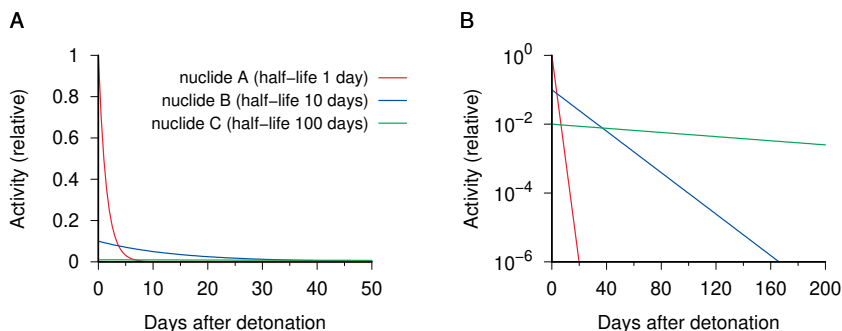 A
Activity (relative)
1
0.8
0.6
0.4
0.2
0
nuclide A (half−life 1 day)
nuclide B (half−life 10 days)
nuclide C (half−life 100 days)
0 10 20 30 40 50
Days after detonation
B
Activity (relative)
10⁰
10⁻²
10⁻⁴
10⁻⁶
0 40 80 120 160 200
Days after detonation